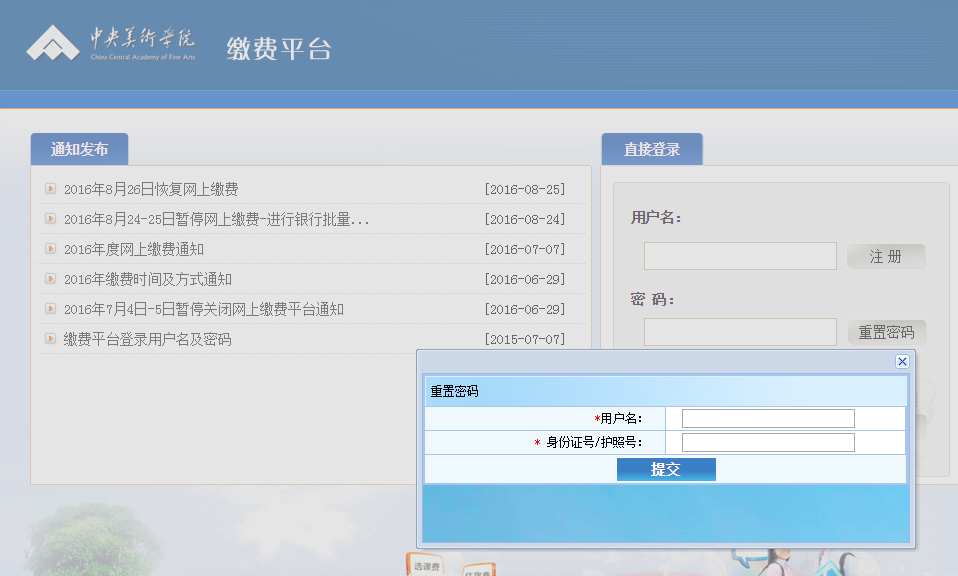 中央美術学院
China Central Academy of Fine Arts
缴费平台
通知发布
2016年8月26日恢复网上缴费 [2016-08-25]
2016年8月24-25日暂停网上缴费-进行银行批量... [2016-08-24]
2016年度网上缴费通知 [2016-07-07]
2016年缴费时间及方式通知 [2016-06-29]
2016年7月4日-5日暂停关闭网上缴费平台通知 [2016-06-29]
缴费平台登录用户名及密码 [2015-07-07]
直接登录
用户名：
注 册
密 码：
重置密码
重置密码
*用户名：
* 身份证号/护照号：
提交
选课费
住宿费